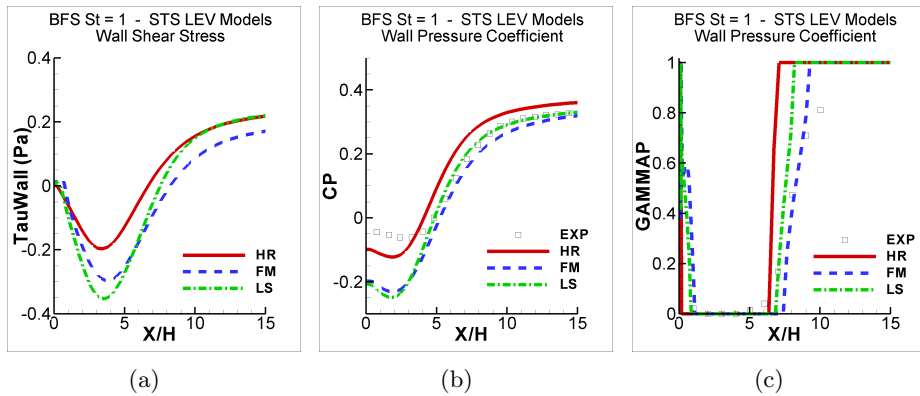 BFS St = 1 - STS LEV Models
Wall Shear Stress
TauWall (Pa)
0.4
0.2
0
-0.2
-0.4
0
5
10
15
X/H
HR
FM
LS
(a)
BFS St = 1 - STS LEV Models
Wall Pressure Coefficient
CP
0.4
0.2
0
-0.2
0
5
10
15
X/H
EXP
HR
FM
LS
(b)
BFS St = 1 - STS LEV Models
Wall Pressure Coefficient
GAMMAP
1
0.8
0.6
0.4
0.2
0
0
5
10
15
X/H
EXP
HR
FM
LS
(c)